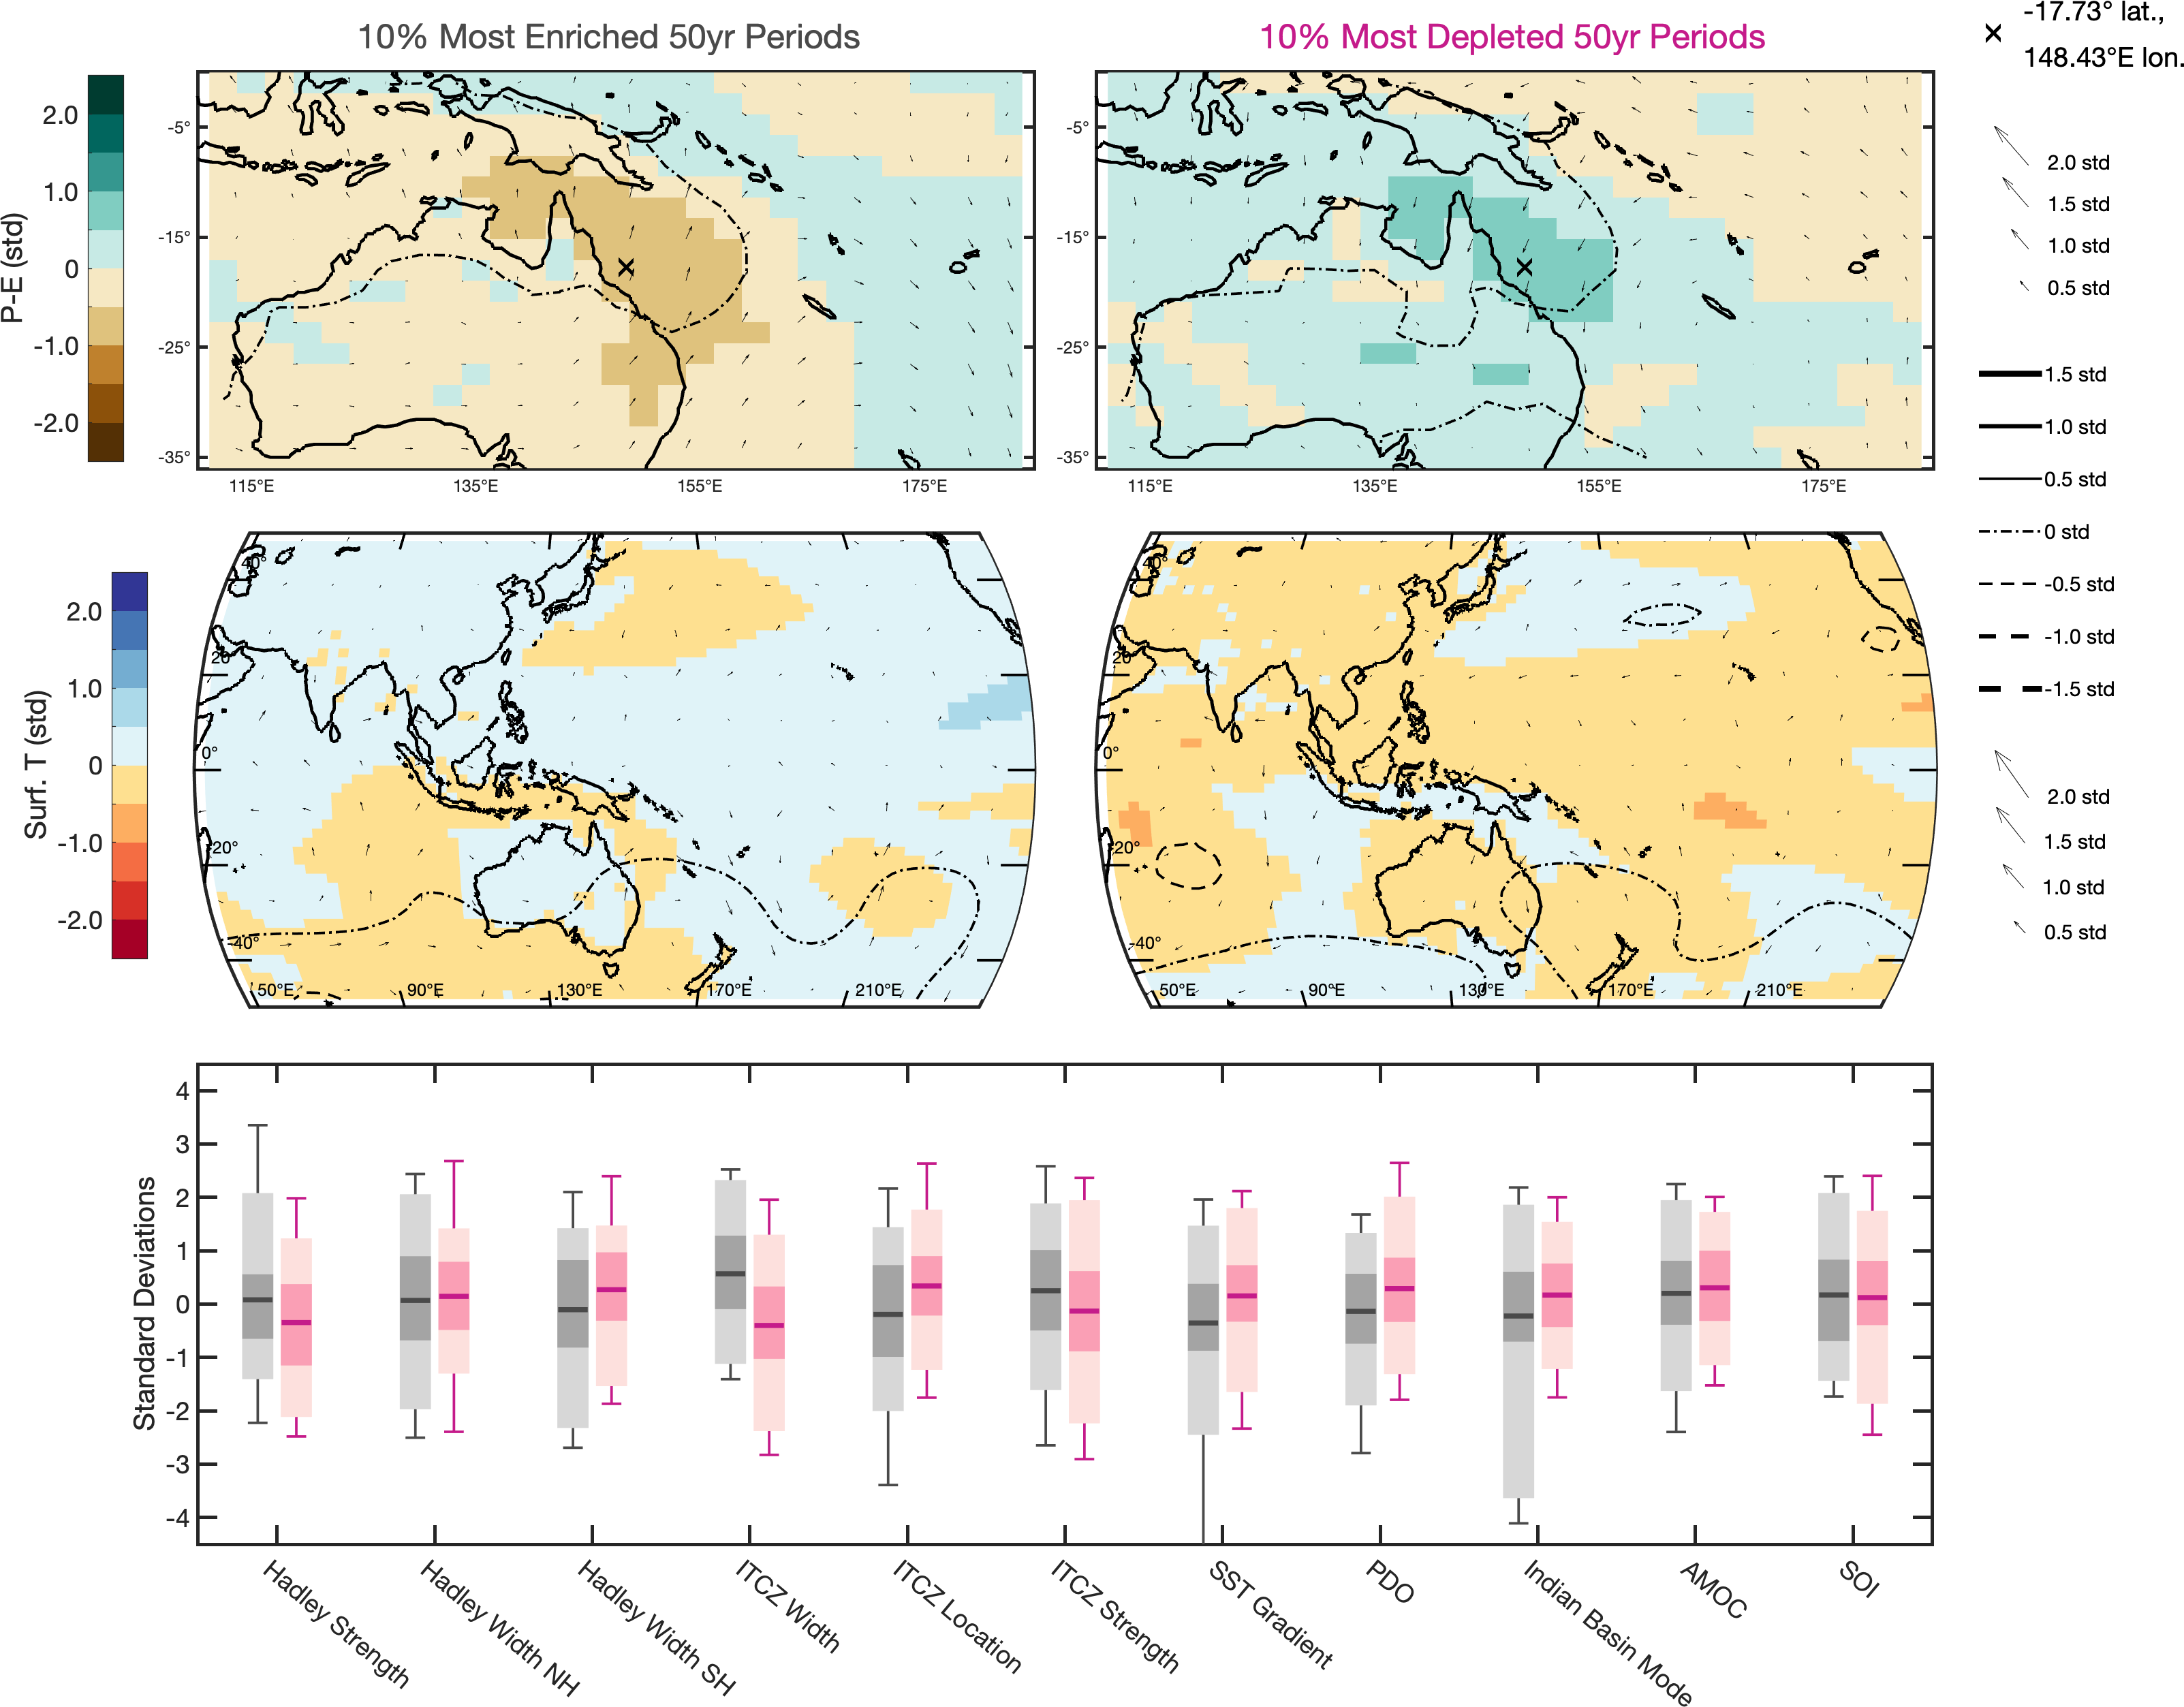 10% Most Enriched 50yr Periods
10% Most Depleted 50yr Periods
-17.73° lat.,
148.43°E lon.
P-E (std)
2.0
1.0
0
-1.0
-2.0
-5°
-15°
-25°
-35°
115°E
135°E
155°E
175°E
-5°
-15°
-25°
-35°
115°E
135°E
155°E
175°E
2.0 std
1.5 std
1.0 std
0.5 std
1.5 std
1.0 std
0.5 std
0 std
-0.5 std
-1.0 std
-1.5 std
Surf. T (std)
2.0
1.0
0
-1.0
-2.0
40°
20°
0°
-20°
-40°
50°E
90°E
130°E
170°E
210°E
40°
20°
0°
-20°
-40°
50°E
90°E
130°E
170°E
210°E
2.0 std
1.5 std
1.0 std
0.5 std
Standard Deviations
4
3
2
1
0
-1
-2
-3
-4
Hadley Strength
Hadley Width NH
Hadley Width SH
ITCZ Width
ITCZ Location
ITCZ Strength
SST Gradient
PDO
Indian Basin Mode
AMOC
SOI